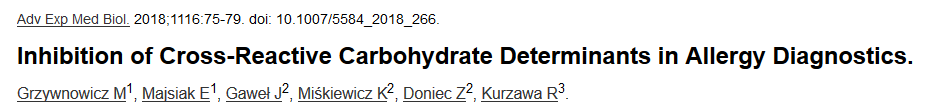 Adv Exp Med Biol. 2018;1116:75-79. doi: 10.1007/5584_2018_266.
Inhibition of Cross-Reactive Carbohydrate Determinants in Allergy Diagnostics.
Grzywnowicz M1, Majsiak E1, Gaweł J2, Miśkiewicz K2, Doniec Z2, Kurzawa R3.